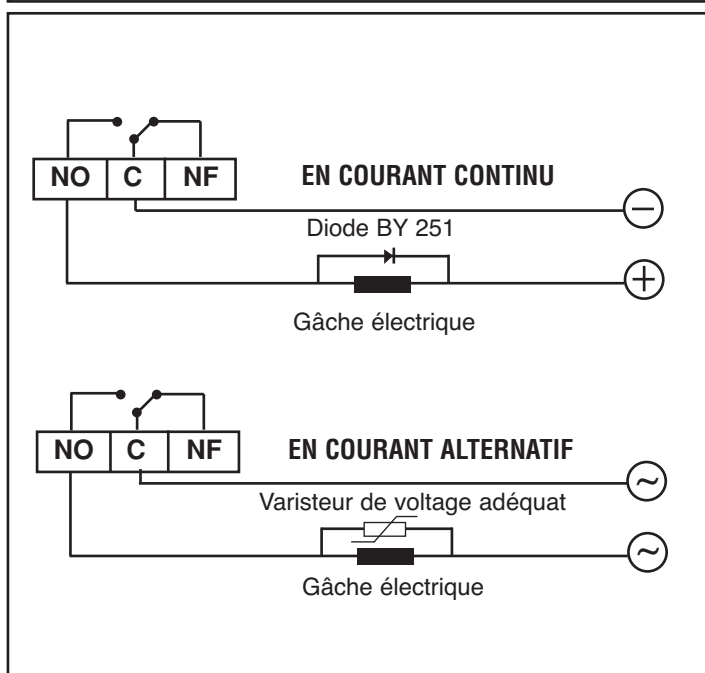 NO C NF
EN COURANT CONTINU
−
Diode BY 251
+
Gâche électrique
NO C NF
EN COURANT ALTERNATIF
~
Varisteur de voltage adéquat
~
Gâche électrique